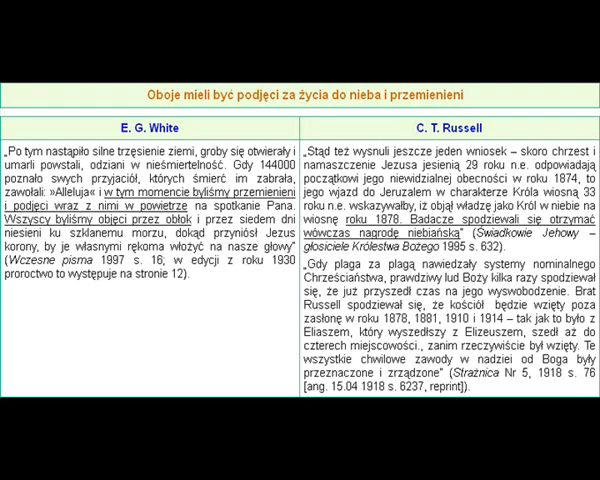 Oboje mieli być podjęci za życia do nieba i przemienieni
E. G. White
„Po tym nastąpiło silne trzęsienie ziemi, groby się otwierały i
umarli powstali, odziani w nieśmiertelność. Gdy 144000
poznało swych przyjaciół, których śmierć im zabrała,
zawołali: »Alleluja« i w tym momencie byliśmy przemienieni
i podjęci wraz z nimi w powietrze na spotkanie Pana.
Wszyscy byliśmy objęci przez obłok i przez siedem dni
niesieni ku szklanemu morzu, dokąd przyniósł Jezus
korony, by je własnymi rękoma włożyć na nasze głowy”
(Wczesne pisma 1997 s. 16; w edycji z roku 1930
proroctwo to występuje na stronie 12).
C. T. Russell
„Stąd też wysnuli jeszcze jeden wniosek – skoro chrzest i
namaszczenie Jezusa jesienią 29 roku n.e. odpowiadają
początkowi jego niewidzialnej obecności w roku 1874, to
jego wjazd do Jeruzalem w charakterze Króla wiosną 33
roku n.e. wskazywałby, iż objął władzę jako Król w niebie na
wiosnę roku 1878. Badacze spodziewali się otrzymać
wówczas nagrodę niebiańską” (Świadkowie Jehowy –
głosiciele Królestwa Bożego 1995 s. 632).
„Gdy plaga za plagą nawiedzały systemy nominalnego
Chrześciaństwa, prawdziwy lud Boży kilka razy spodziewał
się, że już przyszedł czas na jego wyswobodzenie. Brat
Russell spodziewał się, że kościół będzie wzięty poza
zasłonę w roku 1878, 1881, 1910 i 1914 – tak jak to było z
Eliaszem, który wyszedłszy z Elizeuszem, szedł aż do
czterech miejscowości., zanim rzeczywiście był wzięty. Te
wszystkie chwilowe zawody w nadziei od Boga były
przeznaczone i zrządzone” (Strażnica Nr 5, 1918 s. 76
[ang. 15.04 1918 s. 6237, reprint]).